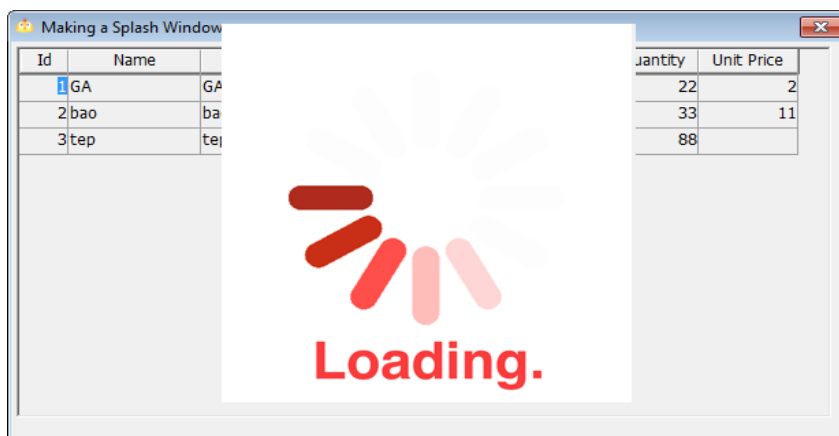 Making a Splash Window
Id Name uantity Unit Price
1 GA GA 22 2
2 bao ba 33 11
3 tep te 88
Loading.